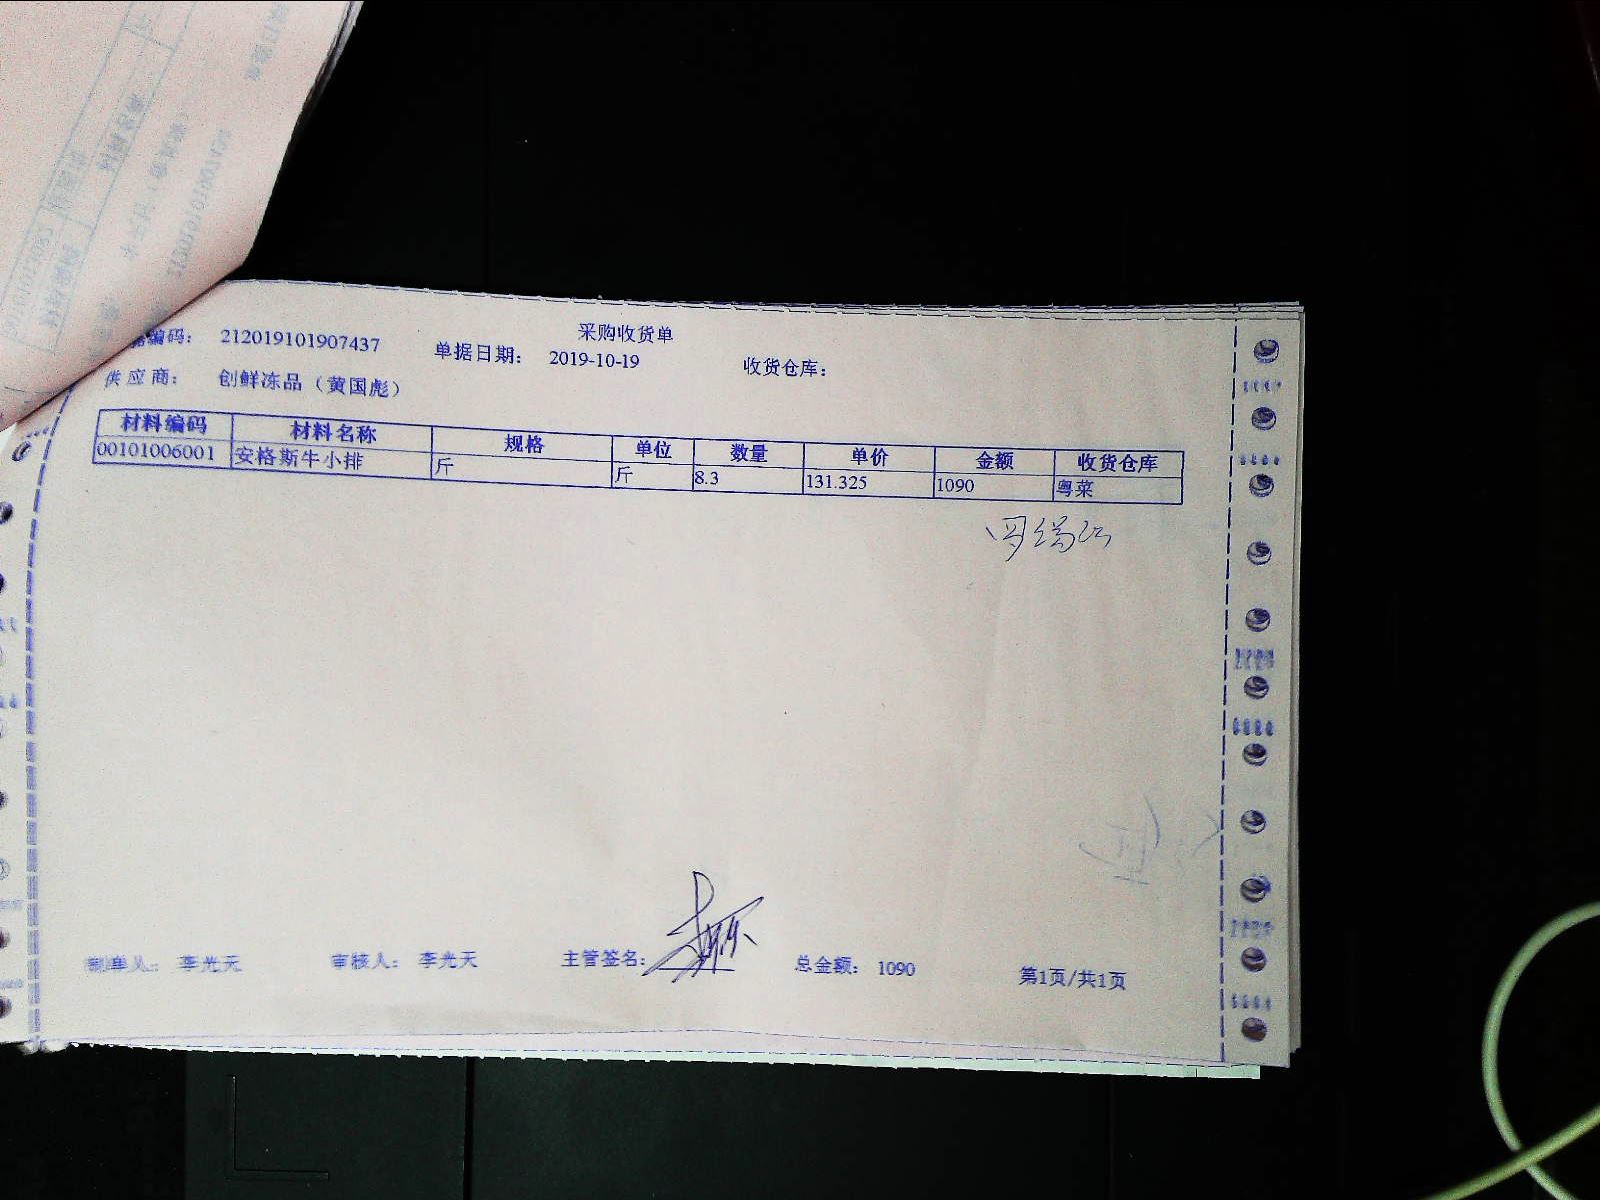 采购收货单
编码： 212019101907437 单据日期： 2019-10-19 收货仓库：
供应商： 创鲜冻品（黄国彪）
材料编码 材料名称 规格 单位 数量 单价 金额 收货仓库
00101006001 安格斯牛小排 斤 斤 8.3 131.325 1090 粤菜
制单人： 李光天 审核人： 李光天 主管签名： 总金额： 1090 第1页/共1页